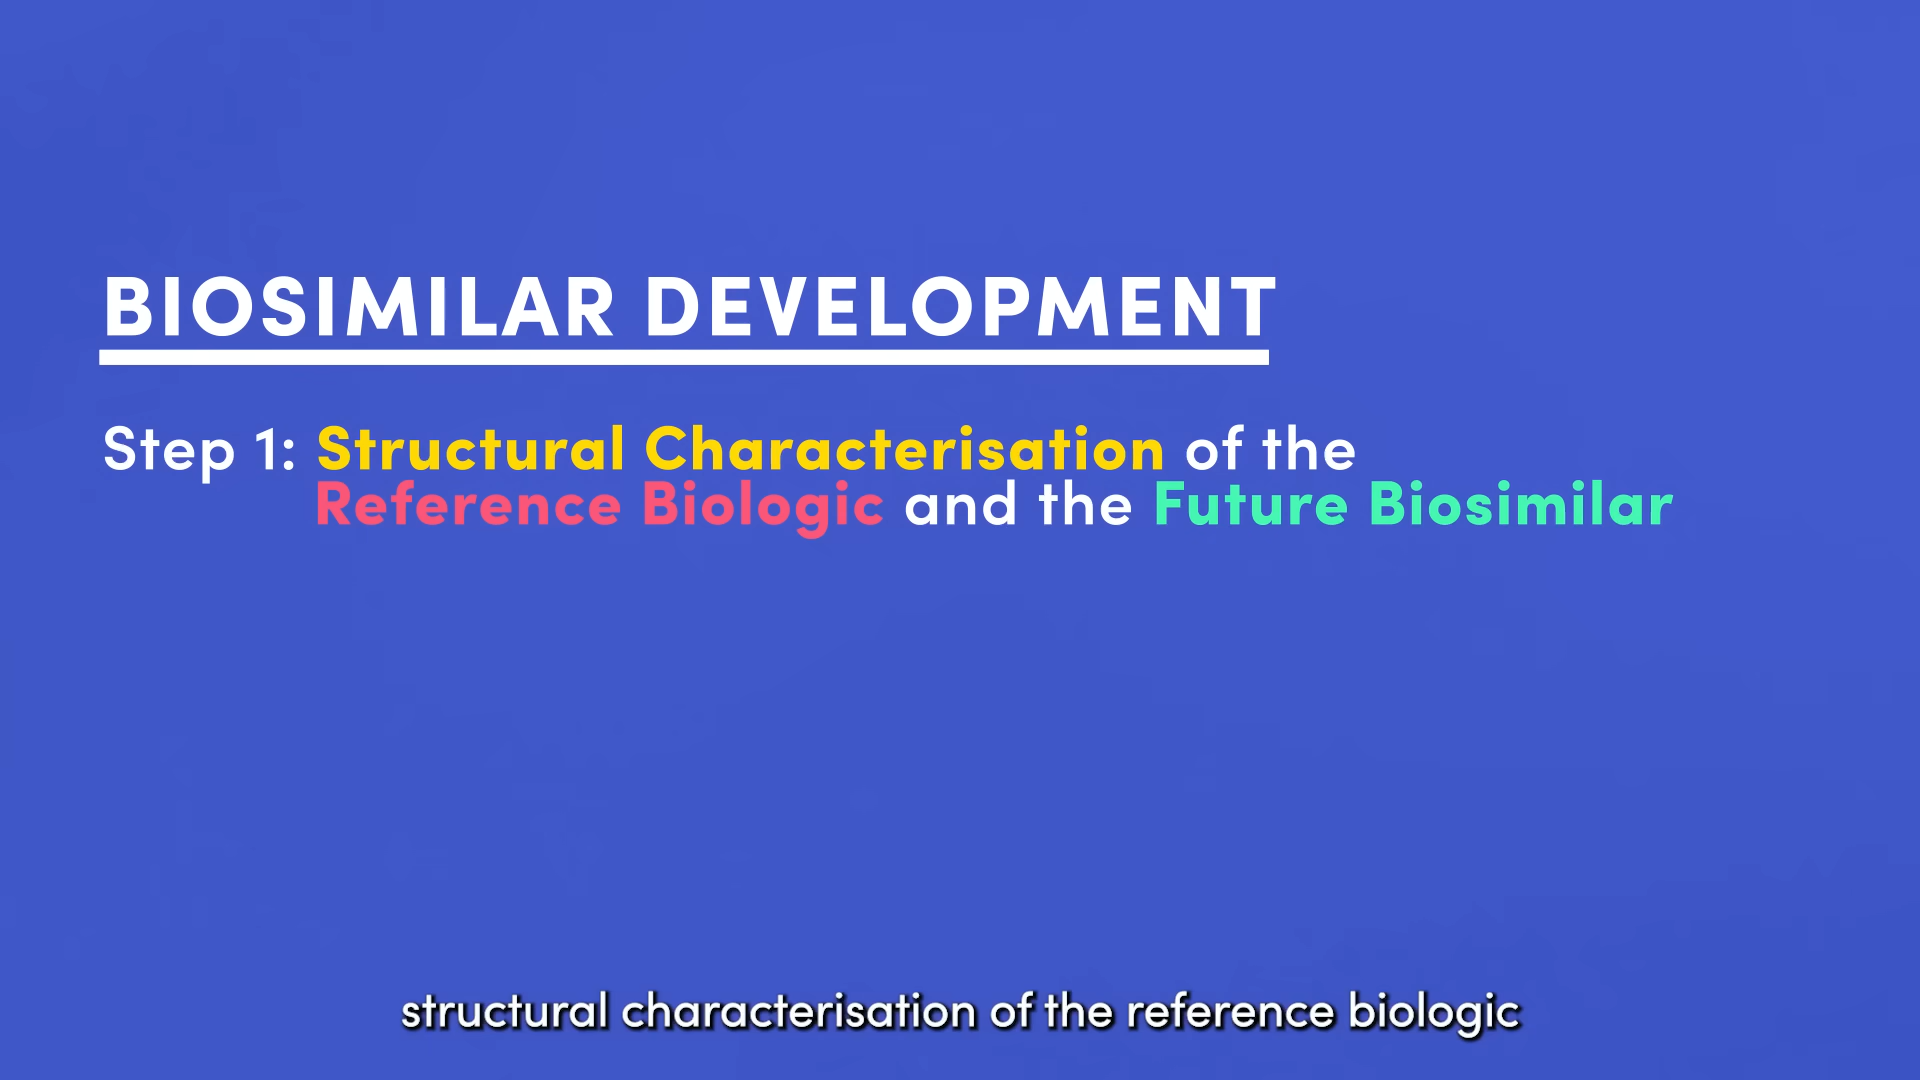 BIOSIMILAR DEVELOPMENT
Step 1: Structural Characterisation of the
Reference Biologic and the Future Biosimilar
structural characterisation of the reference biologic